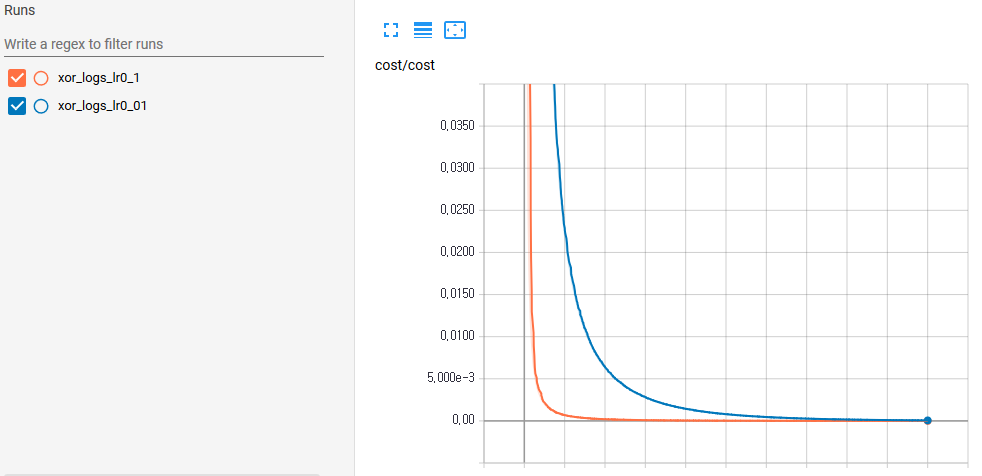 Runs
Write a regex to filter runs
xor_logs_lr0_1
xor_logs_lr0_01
cost/cost
0,0350
0,0300
0,0250
0,0200
0,0150
0,0100
5,000e-3
0,00